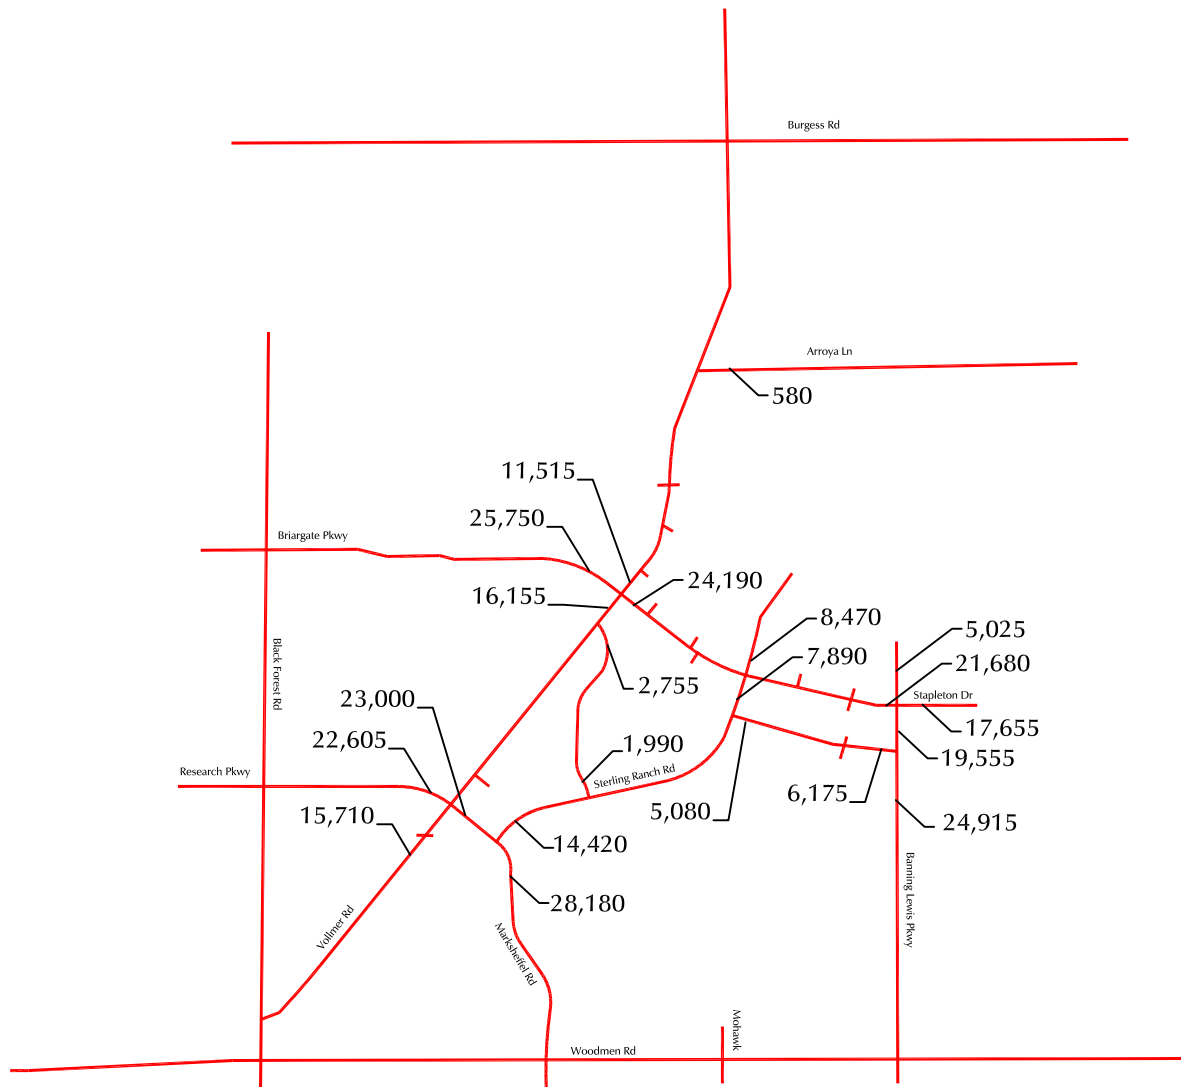 Burgess Rd
Arroya Ln
580
11,515
25,750
Briargate Pkwy
24,190
16,155
8,470
5,025
7,890
21,680
Black Forest Rd
2,755
Stapleton Dr
23,000
17,655
22,605
1,990
19,555
Research Pkwy
Sterling Ranch Rd
6,175
15,710
5,080
24,915
14,420
Banning Lewis Pkwy
28,180
Vollmer Rd
Marksheffel Rd
Mohawk
Woodmen Rd